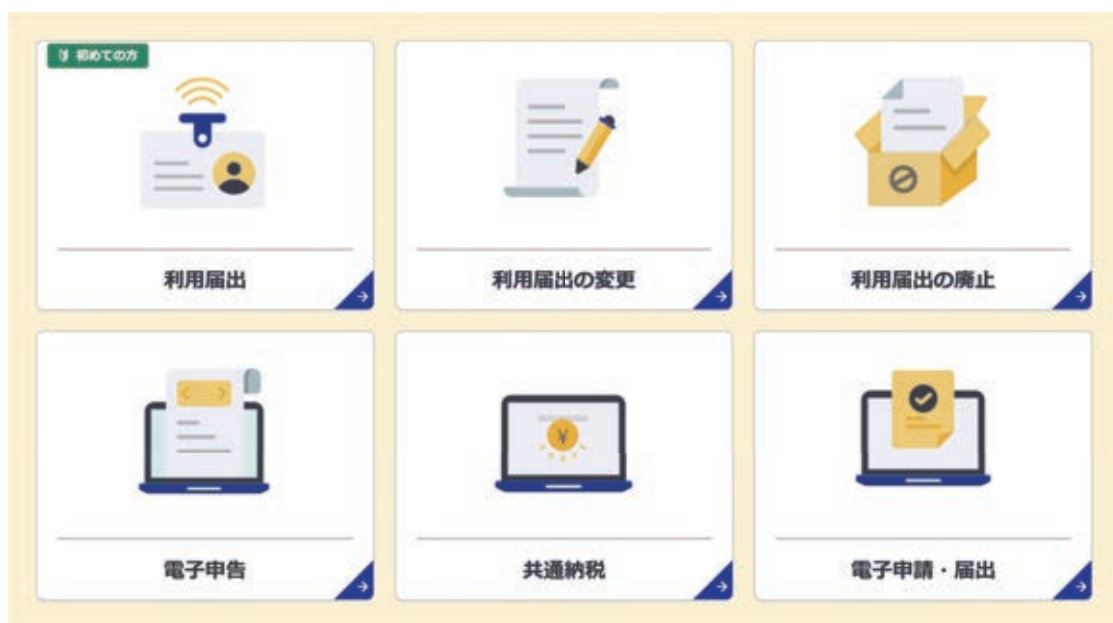 初めての方
利用届出
利用届出の変更
利用届出の廃止
¥
電子申告
共通納税
電子申請・届出